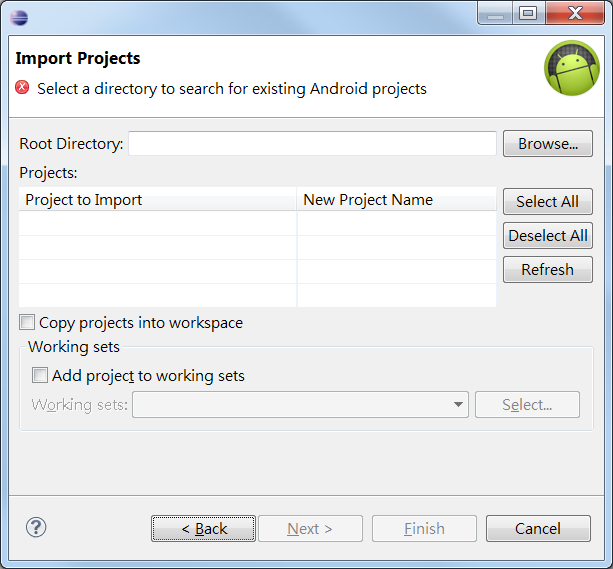 Import Projects
Select a directory to search for existing Android projects
Root Directory: Browse...
Projects:
Project to Import New Project Name
Select All
Deselect All
Refresh
Copy projects into workspace
Working sets
Add project to working sets
Working sets: Select...
? < Back Next > Finish Cancel